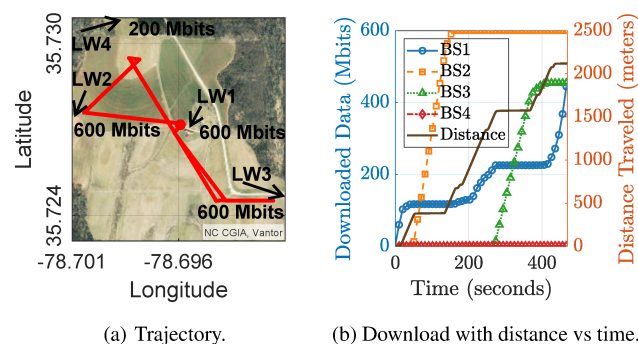 35.730
35.724
Latitude
-78.701
-78.696
Longitude
LW4
200 Mbits
LW2
LW1
600 Mbits
600 Mbits
LW3
600 Mbits
NC CGIA, Vantor
(a) Trajectory.
Downloaded Data (Mbits)
600
400
200
0
BS1
BS2
BS3
BS4
Distance
2500
2000
1500
1000
500
0
Distance Traveled (meters)
0
200
400
Time (seconds)
(b) Download with distance vs time.